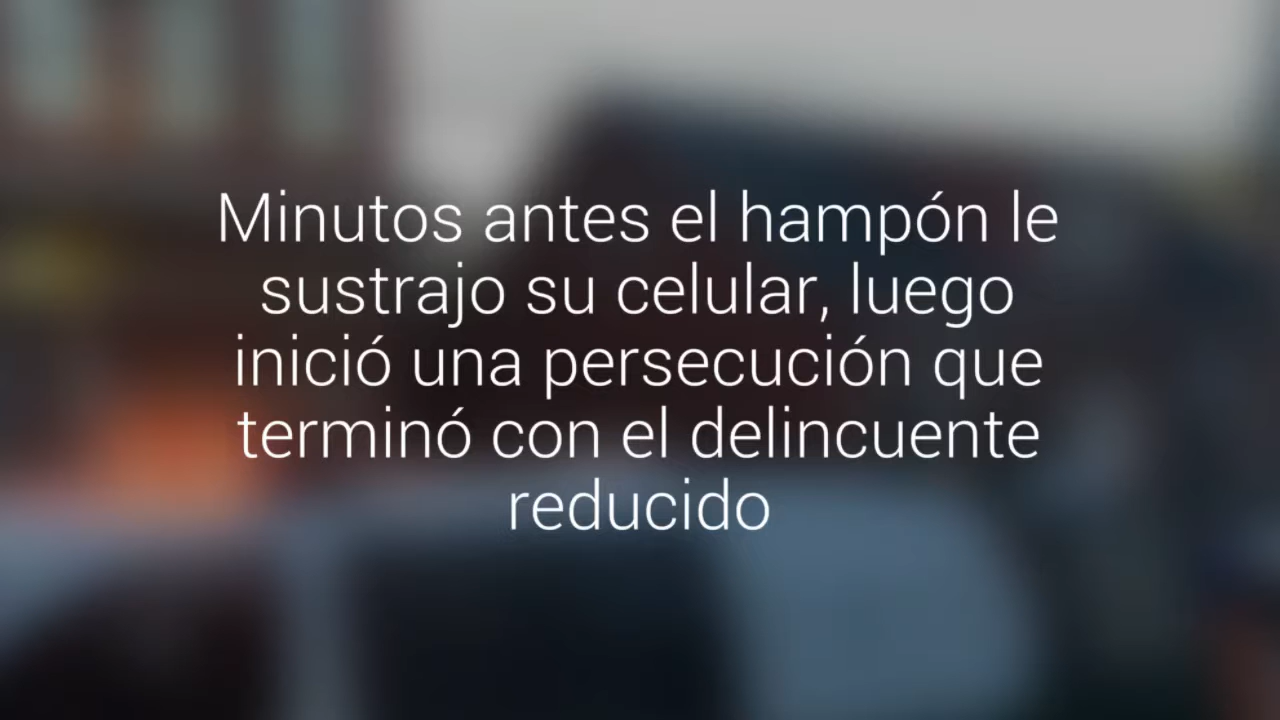 Minutos antes el hampón le
sustrajo su celular, luego
inició una persecución que
terminó con el delincuente
reducido